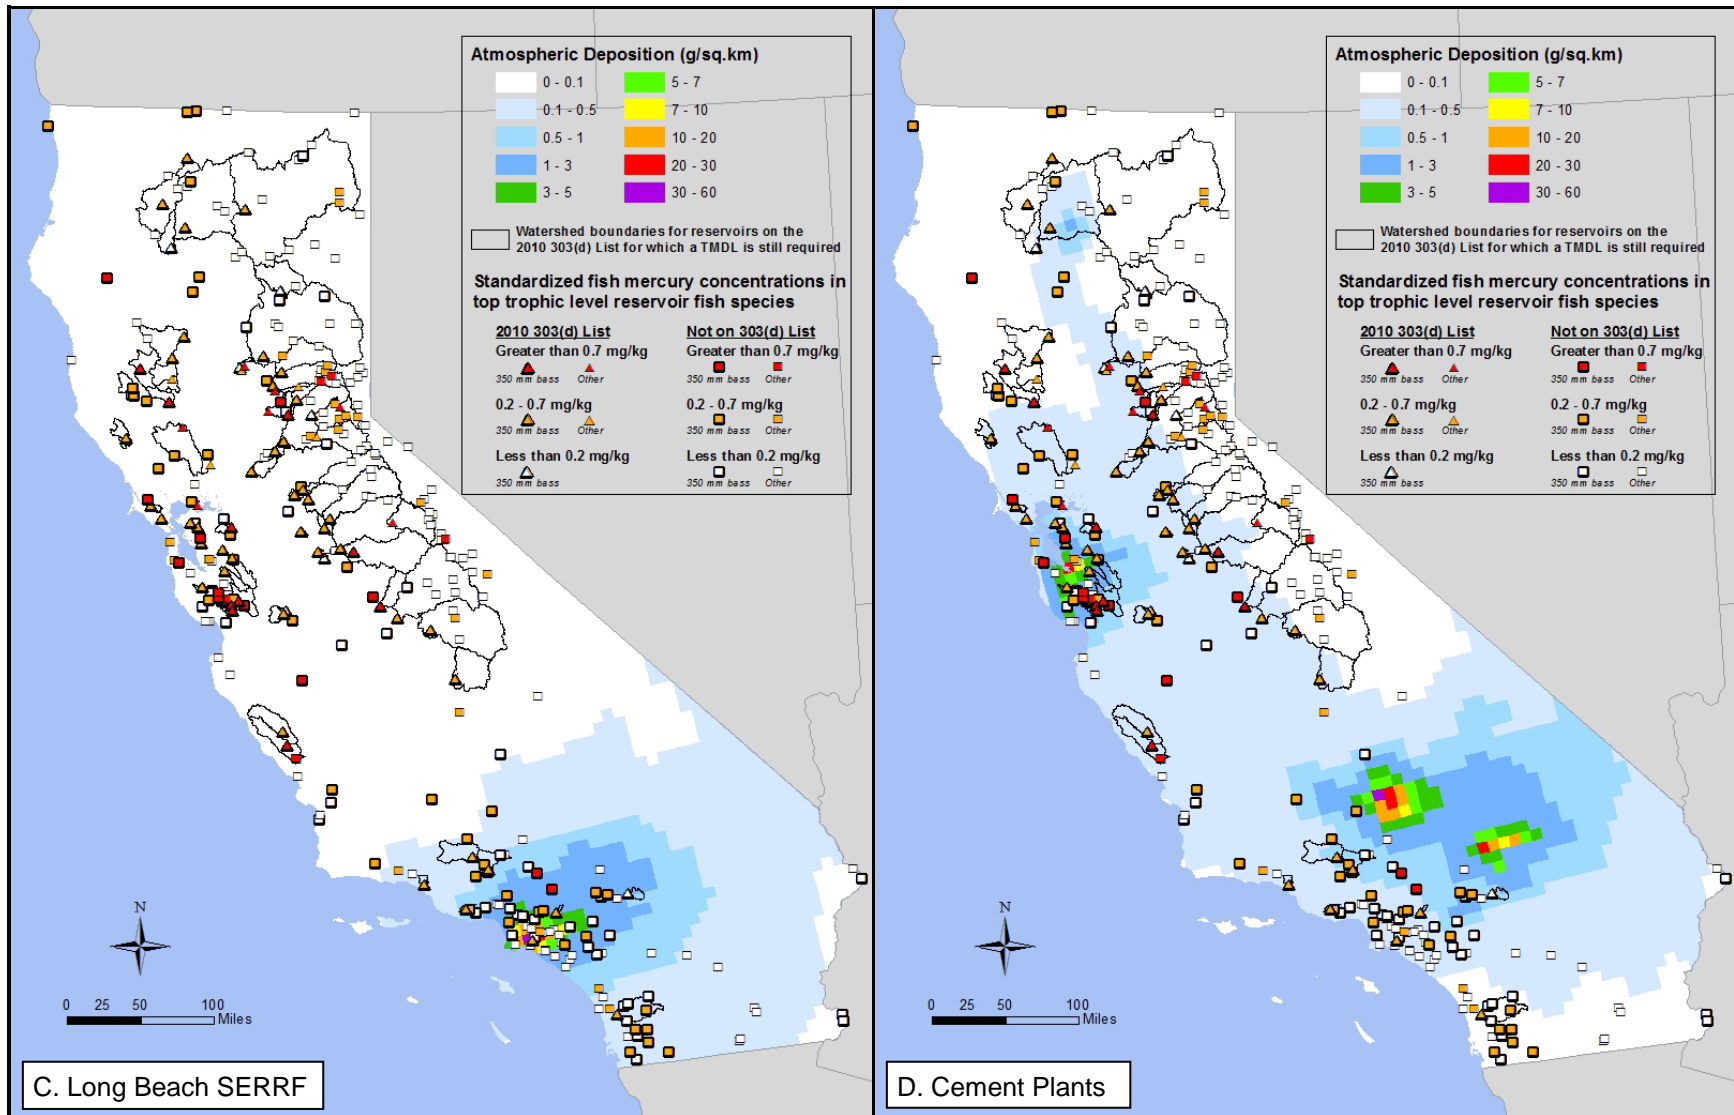 Atmospheric Deposition (g/sq.km)
0 - 0.1
5 - 7
0.1 - 0.5
7 - 10
0.5 - 1
10 - 20
1 - 3
20 - 30
3 - 5
30 - 60
Watershed boundaries for reservoirs on the
2010 303(d) List for which a TMDL is still required
Standardized fish mercury concentrations in
top trophic level reservoir fish species
2010 303(d) List
Not on 303(d) List
Greater than 0.7 mg/kg
Greater than 0.7 mg/kg
350 mm bass Other
350 mm bass Other
0.2 - 0.7 mg/kg
0.2 - 0.7 mg/kg
350 mm bass Other
350 mm bass Other
Less than 0.2 mg/kg
Less than 0.2 mg/kg
350 mm bass
350 mm bass Other
N
0 25 50 100
Miles
C. Long Beach SERRF
Atmospheric Deposition (g/sq.km)
0 - 0.1
5 - 7
0.1 - 0.5
7 - 10
0.5 - 1
10 - 20
1 - 3
20 - 30
3 - 5
30 - 60
Watershed boundaries for reservoirs on the
2010 303(d) List for which a TMDL is still required
Standardized fish mercury concentrations in
top trophic level reservoir fish species
2010 303(d) List
Not on 303(d) List
Greater than 0.7 mg/kg
Greater than 0.7 mg/kg
350 mm bass Other
350 mm bass Other
0.2 - 0.7 mg/kg
0.2 - 0.7 mg/kg
350 mm bass Other
350 mm bass Other
Less than 0.2 mg/kg
Less than 0.2 mg/kg
350 mm bass
350 mm bass Other
N
0 25 50 100
Miles
D. Cement Plants